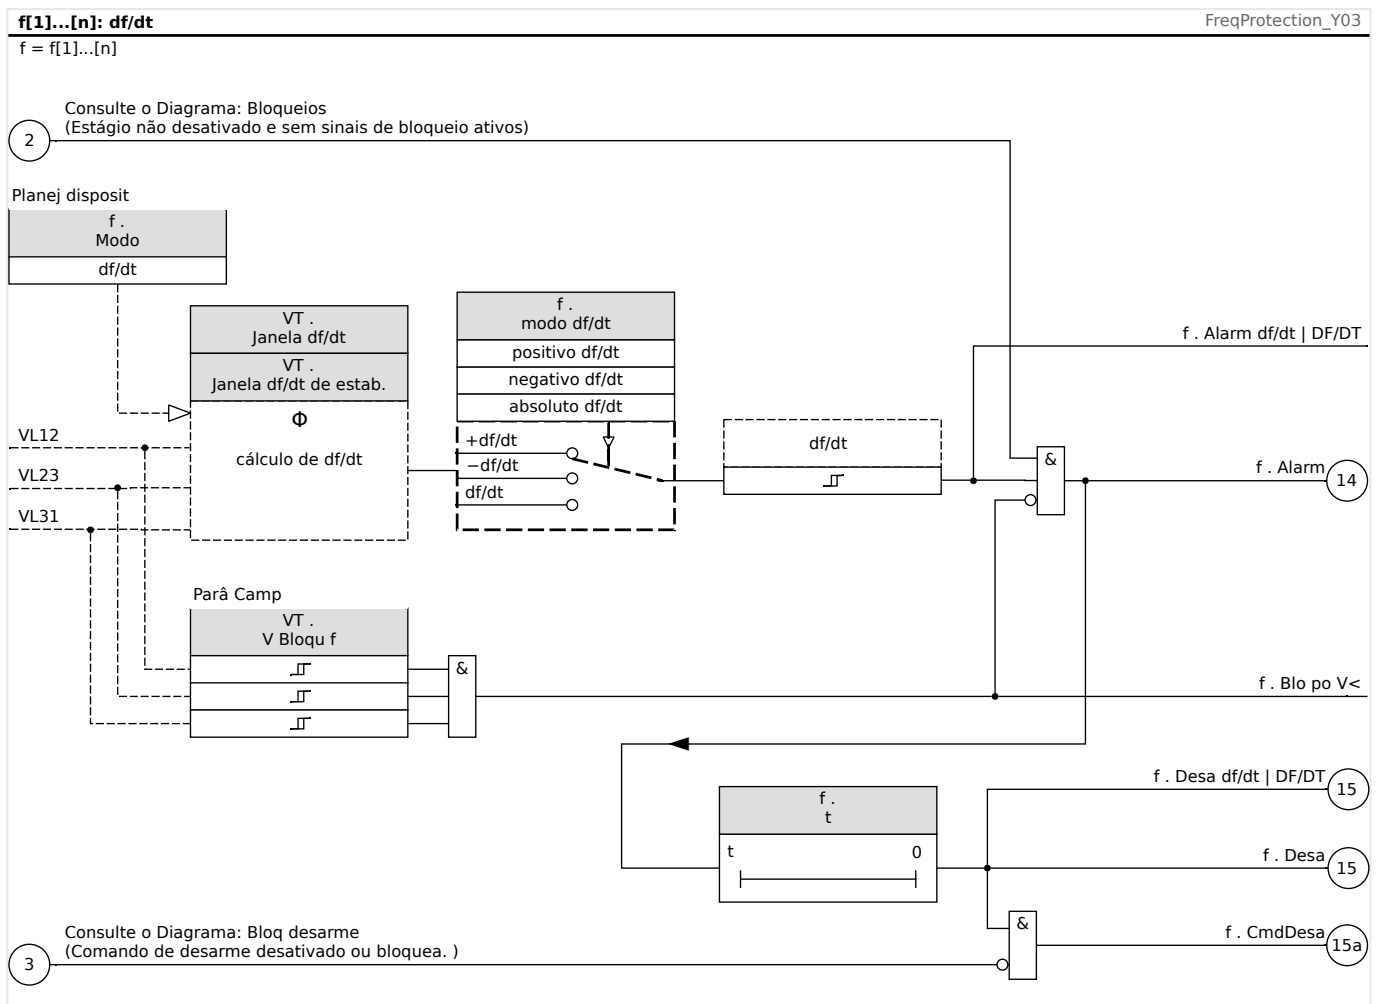 f[1]...[n]: df/dt
FreqProtection_Y03
f = f[1]...[n]
Consulte o Diagrama: Bloqueios
(Estágio não desativado e sem sinais de bloqueio ativos)
2
Planej disposit
f .
Modo
df/dt
VT .
Janela df/dt
VT .
Janela df/dt de estab.
Φ
cálculo de df/dt
f .
modo df/dt
positivo df/dt
negativo df/dt
absoluto df/dt
+df/dt
−df/dt
df/dt
df/dt
f . Alarm df/dt | DF/DT
&
f . Alarm
14
VL12
VL23
VL31
Parâ Camp
VT .
V Bloqu f
&
f . Blo po V<
f . Desa df/dt | DF/DT
15
f .
t
t
0
f . Desa
15
&
f . CmdDesa
15a
Consulte o Diagrama: Bloq desarme
(Comando de desarme desativado ou bloquea. )
3